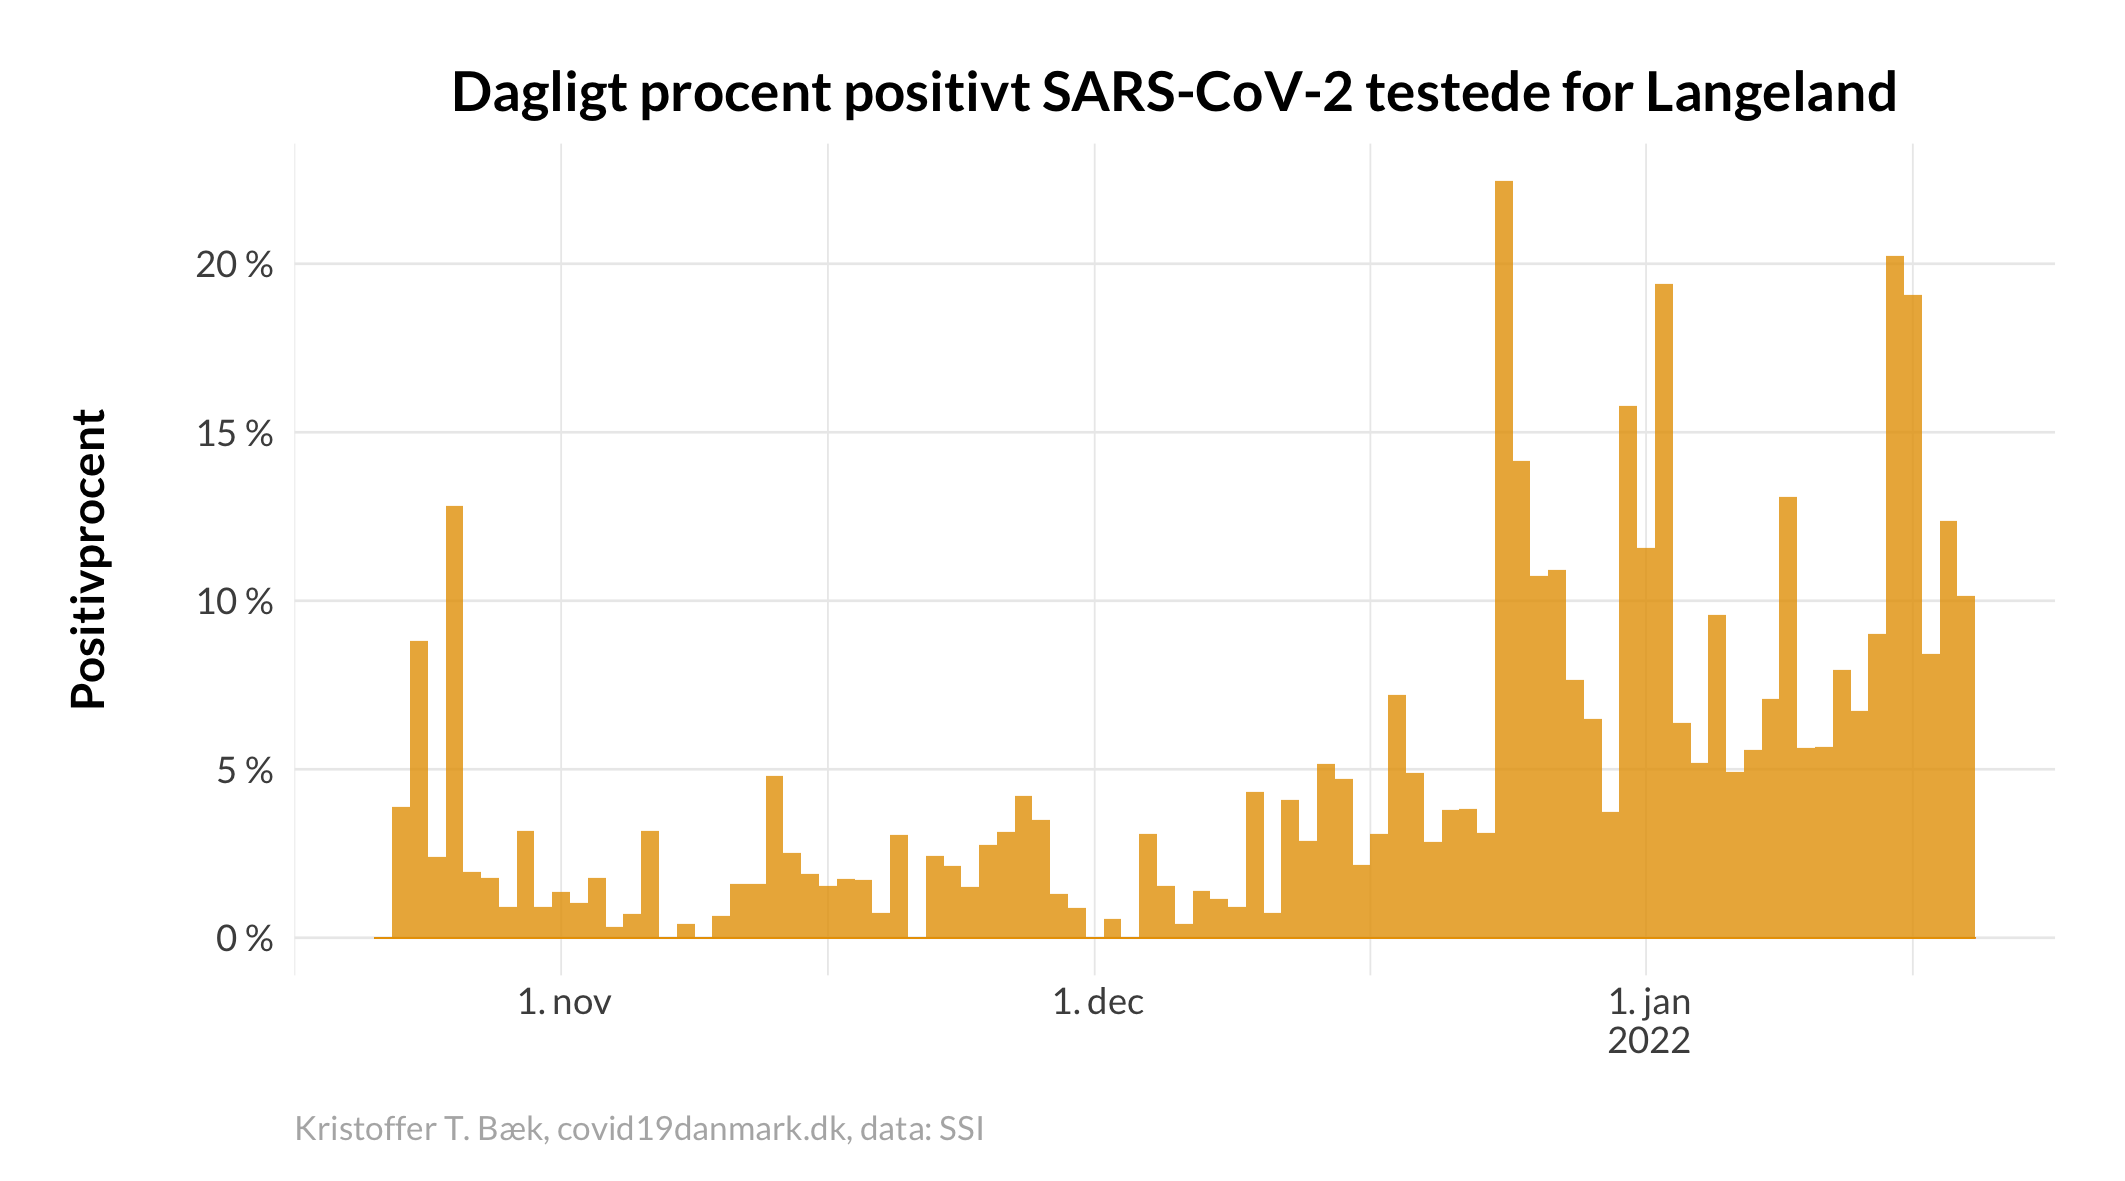 Dagligt procent positivt SARS-CoV-2 testede for Langeland
Positivprocent
20 %
15 %
10 %
5 %
0 %
1. nov
1. dec
1. jan
2022
Kristoffer T. Bæk, covid19danmark.dk, data: SSI